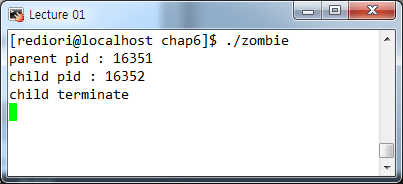 Lecture 01
[rediori@localhost chap6]$ ./zombie
parent pid : 16351
child pid : 16352
child terminate